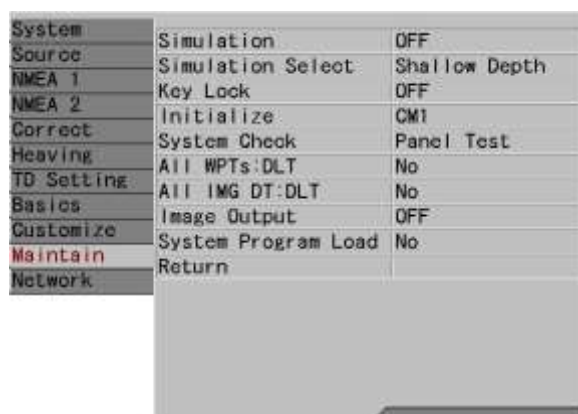 System
Source
NMEA 1
NMEA 2
Correct
Heaving
TD Setting
Basics
Customize
Maintain
Network
Simulation OFF
Simulation Select Shallow Depth
Key Lock OFF
Initialize CM1
System Check Panel Test
All WPTs:DLT No
All IMG DT:DLT No
Image Output OFF
System Program Load No
Return